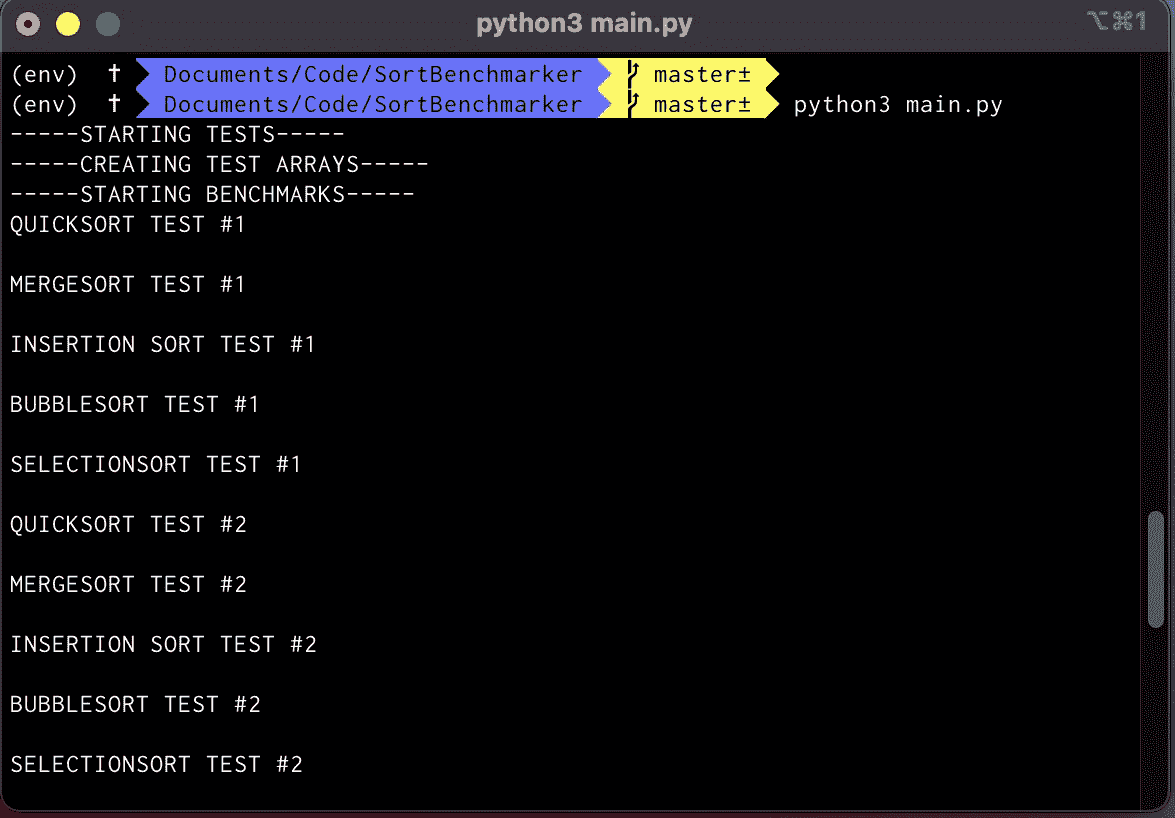 python3 main.py ⌥⌘1
(env) † Documents/Code/SortBenchmarker master±
(env) † Documents/Code/SortBenchmarker master± python3 main.py
-----STARTING TESTS-----
-----CREATING TEST ARRAYS-----
-----STARTING BENCHMARKS-----
QUICKSORT TEST #1
MERGESORT TEST #1
INSERTION SORT TEST #1
BUBBLESORT TEST #1
SELECTIONSORT TEST #1
QUICKSORT TEST #2
MERGESORT TEST #2
INSERTION SORT TEST #2
BUBBLESORT TEST #2
SELECTIONSORT TEST #2